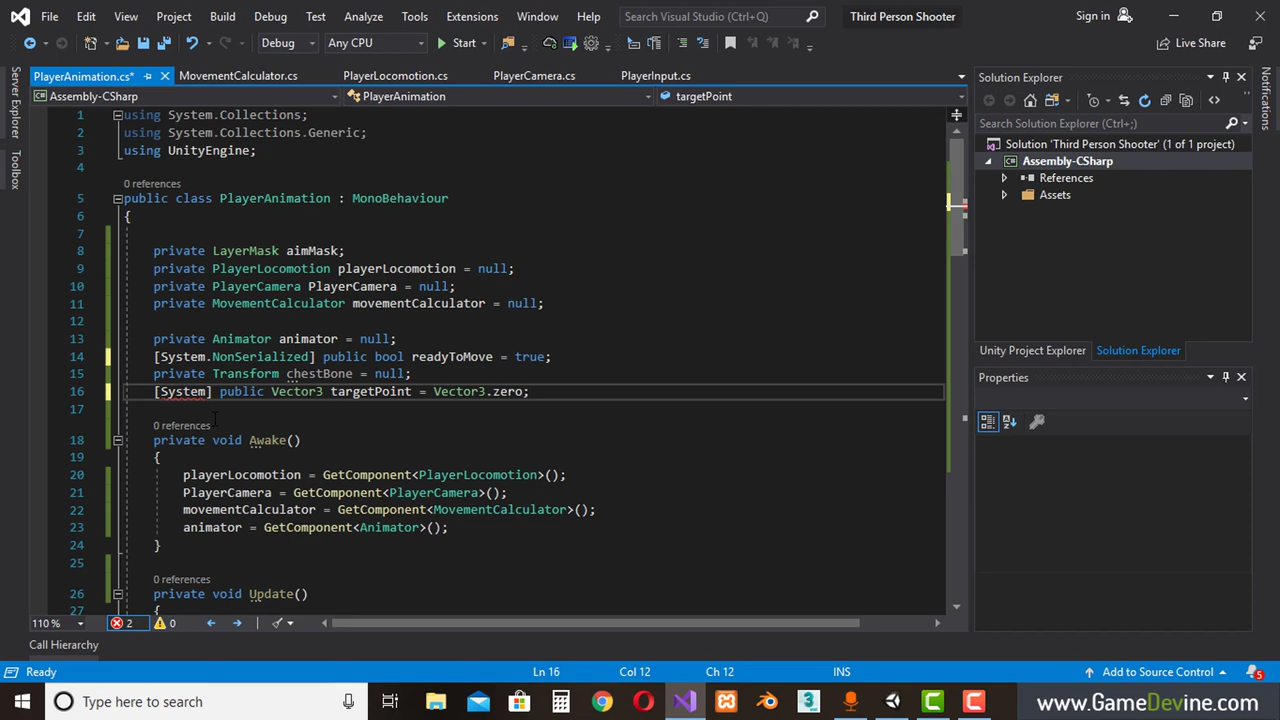 File Edit View Project Build Debug Test Analyze Tools Extensions Window Help Search Visual Studio (Ctrl+Q) Third Person Shooter Sign in
Debug Any CPU Start Live Share
PlayerAnimation.cs* MovementCalculator.cs PlayerLocomotion.cs PlayerCamera.cs PlayerInput.cs
Assembly-CSharp PlayerAnimation targetPoint
Server Explorer
Toolbox
1 using System.Collections;
2 using System.Collections.Generic;
3 using UnityEngine;
4
0 references
5 public class PlayerAnimation : MonoBehaviour
6 {
7
8 private LayerMask aimMask;
9 private PlayerLocomotion playerLocomotion = null;
10 private PlayerCamera PlayerCamera = null;
11 private MovementCalculator movementCalculator = null;
12
13 private Animator animator = null;
14 [System.NonSerialized] public bool readyToMove = true;
15 private Transform chestBone = null;
16 [System] public Vector3 targetPoint = Vector3.zero;
17
0 references
18 private void Awake()
19 {
20 playerLocomotion = GetComponent<PlayerLocomotion>();
21 PlayerCamera = GetComponent<PlayerCamera>();
22 movementCalculator = GetComponent<MovementCalculator>();
23 animator = GetComponent<Animator>();
24 }
25
0 references
26 private void Update()
27 {
110 % 2 0
Call Hierarchy
Ready Ln 16 Col 12 Ch 12 INS Add to Source Control 5
Solution Explorer
Search Solution Explorer (Ctrl+;)
Solution 'Third Person Shooter' (1 of 1 project)
Assembly-CSharp
References
Assets
Unity Project Explorer Solution Explorer
Properties
Notifications
Type here to search
www.GameDevine.com